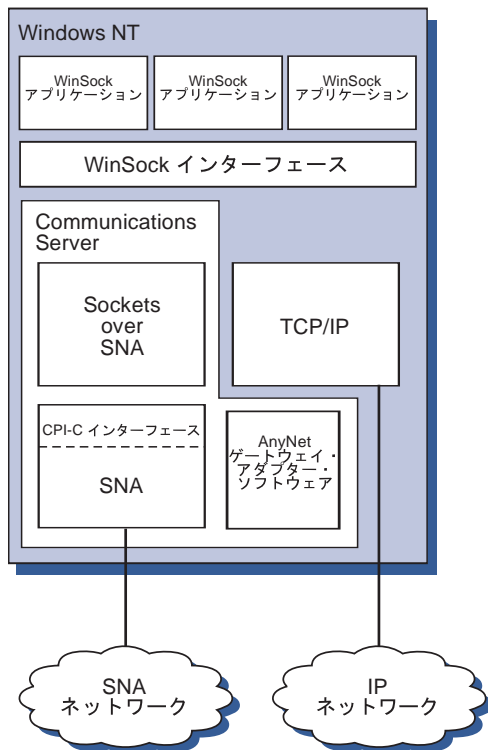 Windows NT
WinSock
アプリケーション
WinSock
アプリケーション
WinSock
アプリケーション
WinSock インターフェース
Communications
Server
Sockets
over
SNA
TCP/IP
CPI-C インターフェース
SNA
AnyNet
ゲートウェイ・
アダプター・
ソフトウェア
SNA
ネットワーク
IP
ネットワーク